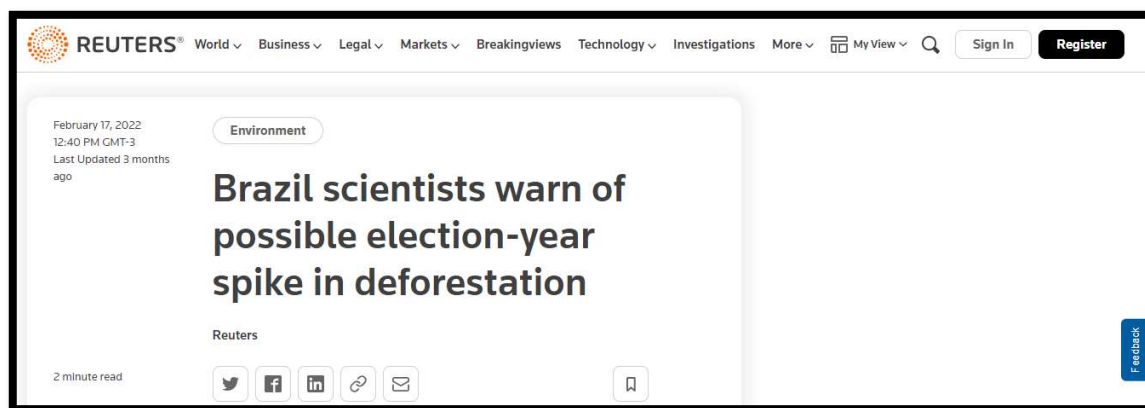 REUTERS® World Business Legal Markets Breakingviews Technology Investigations More My View Sign In Register
February 17, 2022
12:40 PM GMT-3
Last Updated 3 months
ago
Environment
Brazil scientists warn of
possible election-year
spike in deforestation
Reuters
2 minute read
Feedback